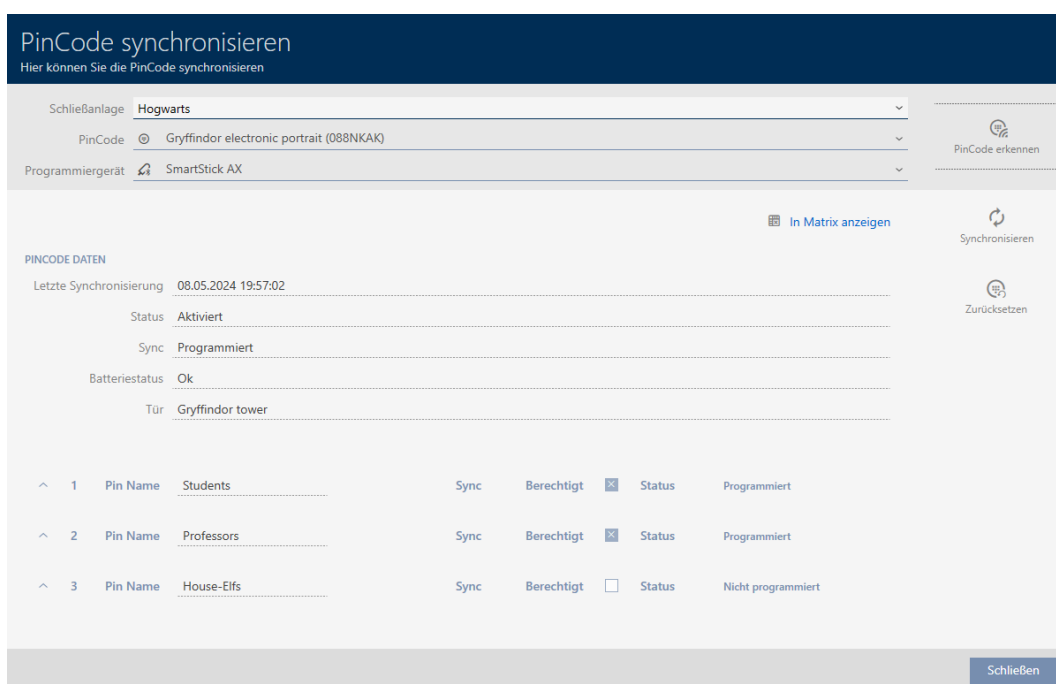 PinCode synchronisieren
Hier können Sie die PinCode synchronisieren
Schließanlage Hogwarts
PinCode Gryffindor electronic portrait (088NKAK)
Programmiergerät SmartStick AX
PinCode erkennen
In Matrix anzeigen
Synchronisieren
Zurücksetzen
PINCODE DATEN
Letzte Synchronisierung 08.05.2024 19:57:02
Status Aktiviert
Sync Programmiert
Batteriestatus Ok
Tür Gryffindor tower
1 Pin Name Students Sync Berechtigt Status Programmiert
2 Pin Name Professors Sync Berechtigt Status Programmiert
3 Pin Name House-Elfs Sync Berechtigt Status Nicht programmiert
Schließen